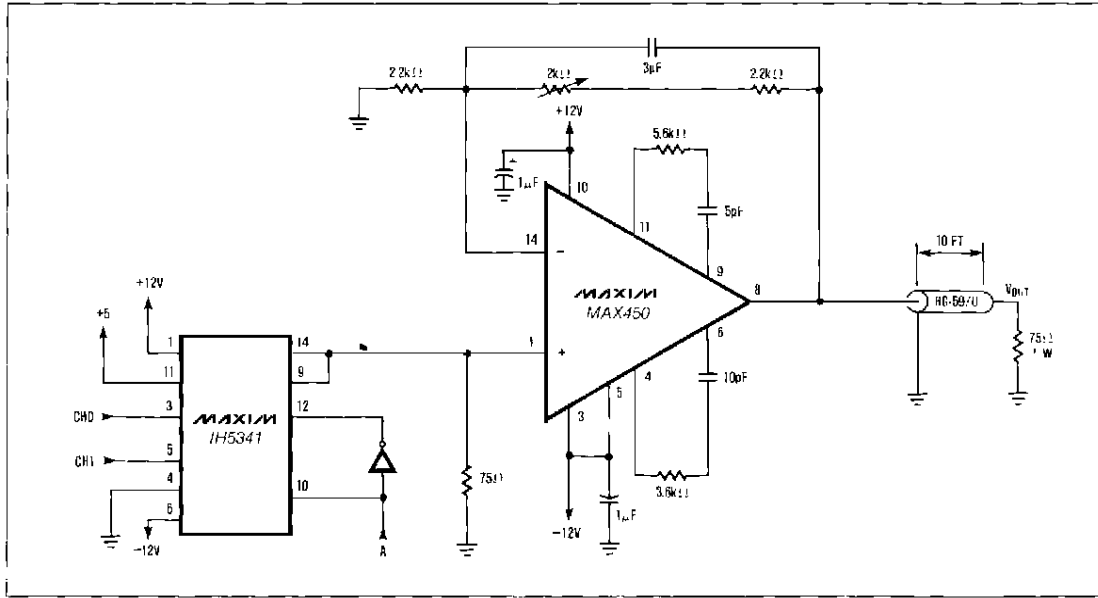 3µF
2.2kΩ
2kΩ
2.2kΩ
+12V
5.6kΩ
+
1µF
10
11
5pF
14
−
9
10 FT
MAXIM
MAX450
8
RG-59/U
VOUT
+12V
+5
1
14
+
6
75Ω
W
11
9
4
10pF
5
CH0
3
MAXIM
IH5341
12
3
CH1
5
75Ω
3.6kΩ
4
10
1µF
6
−12V
A
−12V